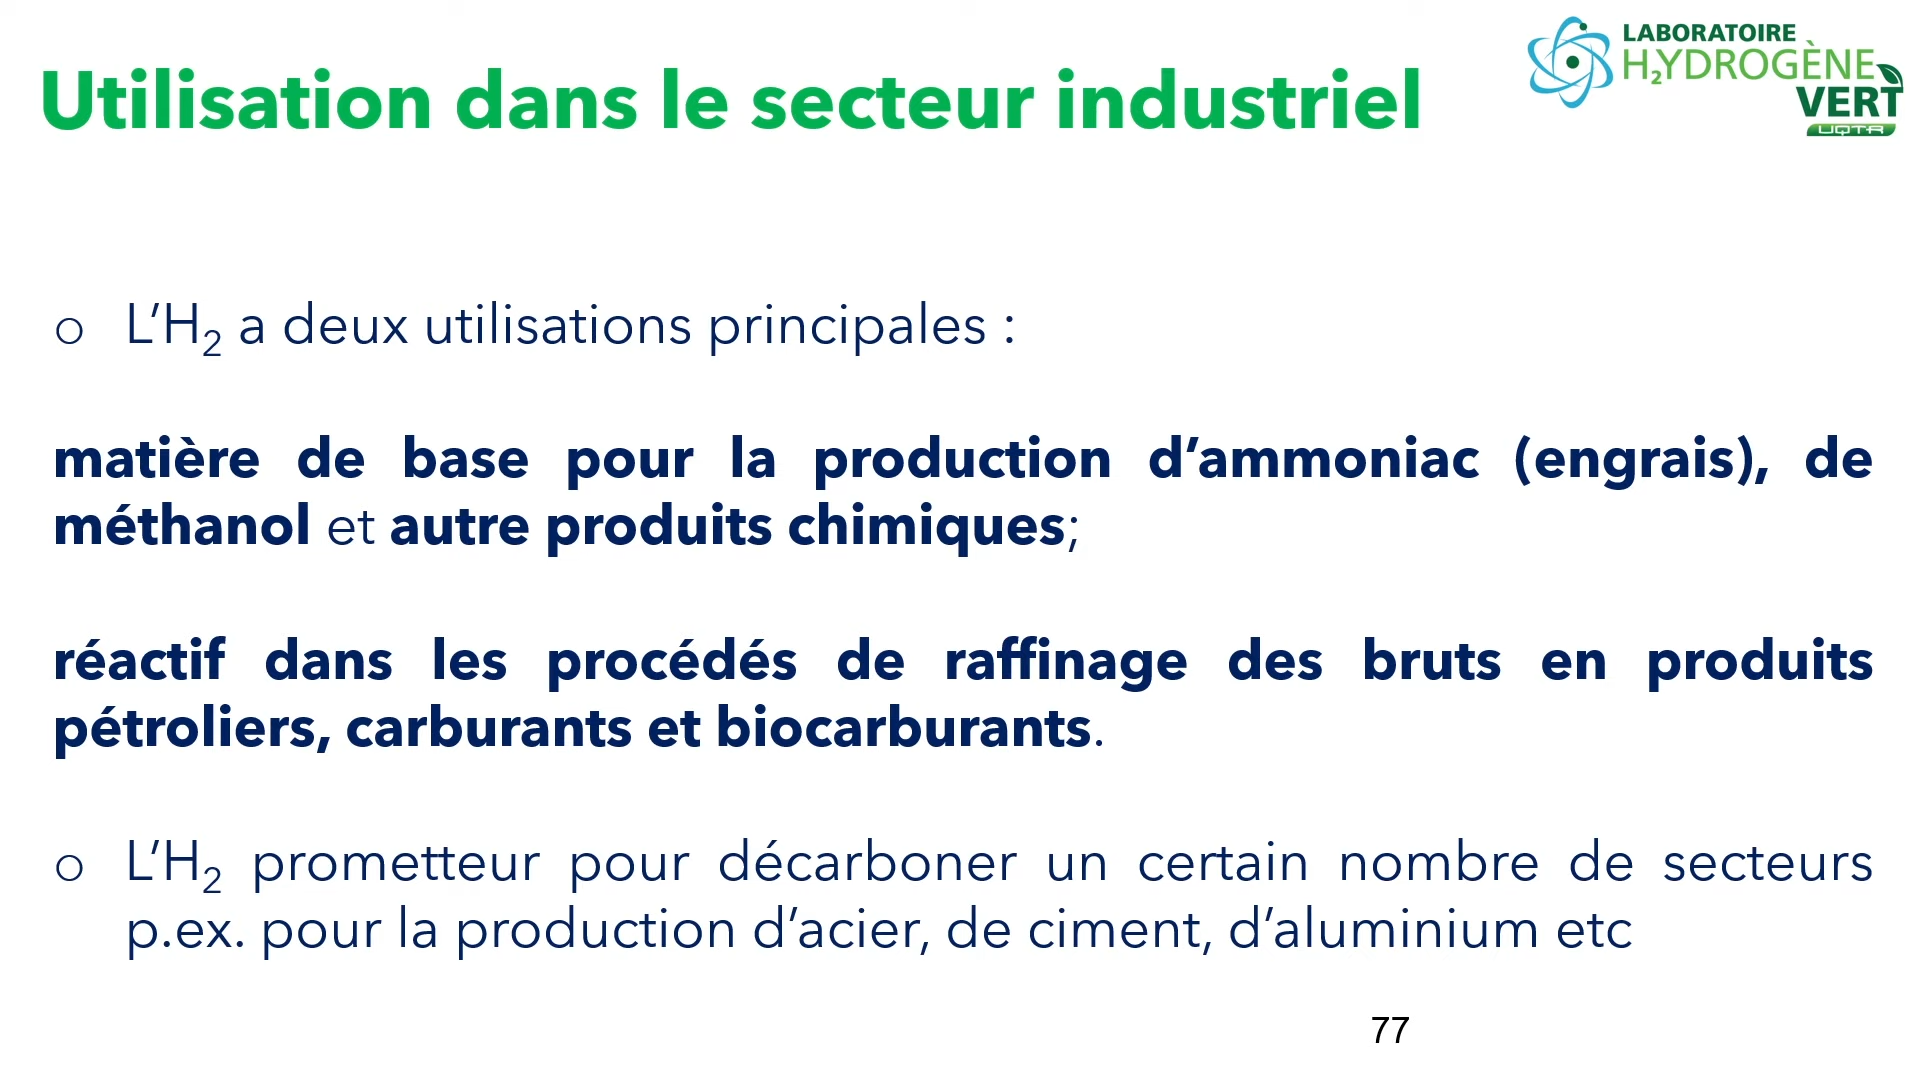 LABORATOIRE
H2YDROGÈNE
VERT
UQTR
Utilisation dans le secteur industriel
o L’H2 a deux utilisations principales :
matière de base pour la production d’ammoniac (engrais), de
méthanol et autre produits chimiques;
réactif dans les procédés de raffinage des bruts en produits
pétroliers, carburants et biocarburants.
o L’H2 prometteur pour décarboner un certain nombre de secteurs
p.ex. pour la production d’acier, de ciment, d’aluminium etc
77